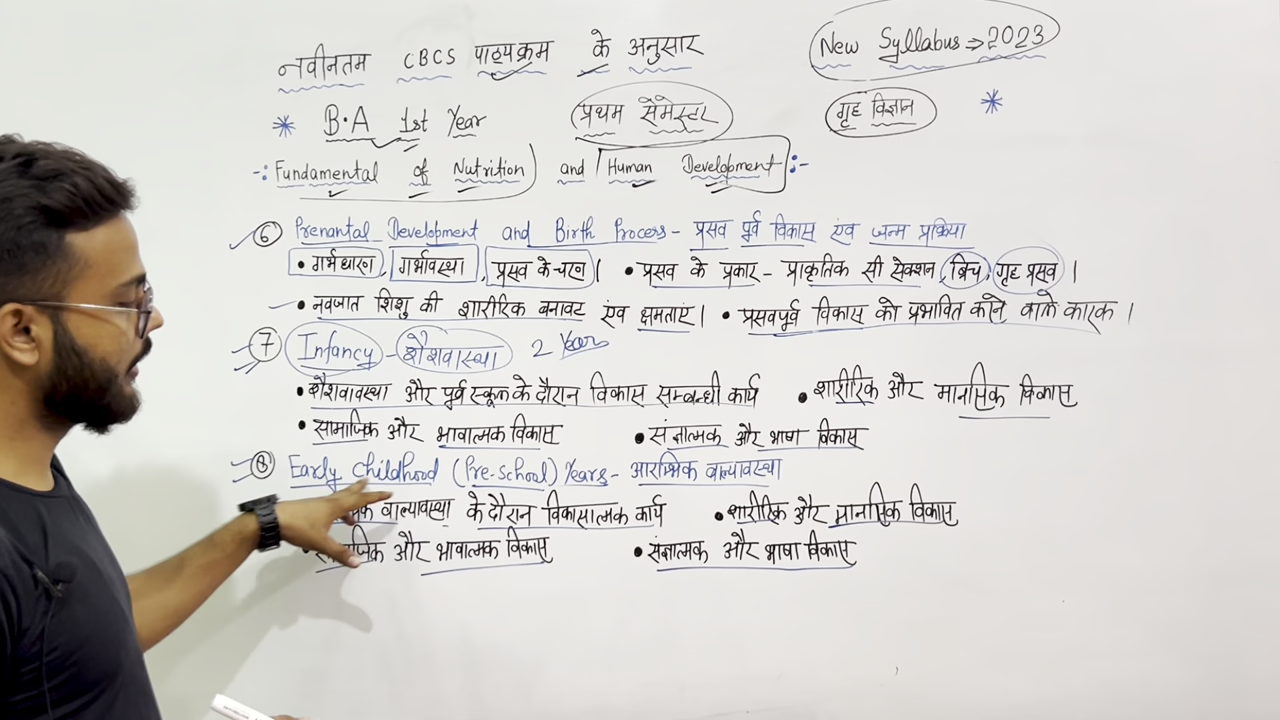 नवीनतम CBCS पाठ्यक्रम के अनुसार New Syllabus ⇒ 2023
* B.A 1st Year प्रथम सेमेस्टर गृह विज्ञान *
-: Fundamental of Nutrition and Human Development :-
6 Prenantal Development and Birth Process - प्रसव पूर्व विकास एंव जन्म प्रक्रिया
• गर्भधारण, गर्भावस्था, प्रसव के चरण। • प्रसव के प्रकार - प्राकृतिक सी सेक्शन, ब्रिच, गृह प्रसव।
• नवजात शिशु की शारीरिक बनावट एंव क्षमताएं। • प्रसवपूर्व विकास को प्रभावित करने वाले कारक।
7 Infancy - शैशवास्था 2 Year
• शैशवावस्था और पूर्व स्कूल के दौरान विकास सम्बन्धी कार्य • शारीरिक और मानसिक विकास
• सामाजिक और भावात्मक विकास • संज्ञात्मक और भाषा विकास
8 Early Childhood (Pre-School) Years - आरम्भिक बाल्यावस्था
बाल्यावस्था के दौरान विकासात्मक कार्य • शारीरिक और मानसिक विकास
• और भावात्मक विकास • संज्ञात्मक और भाषा विकास